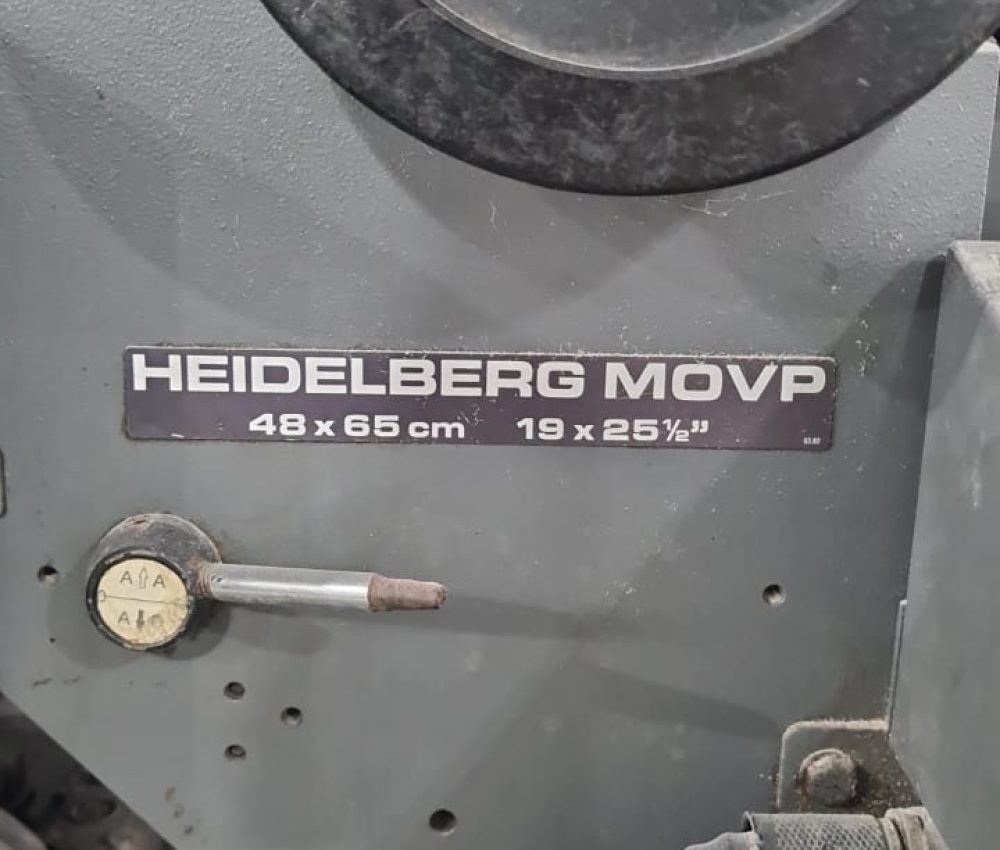 HEIDELBERG MOVP
48 x 65 cm 19 x 25½"
A A
A